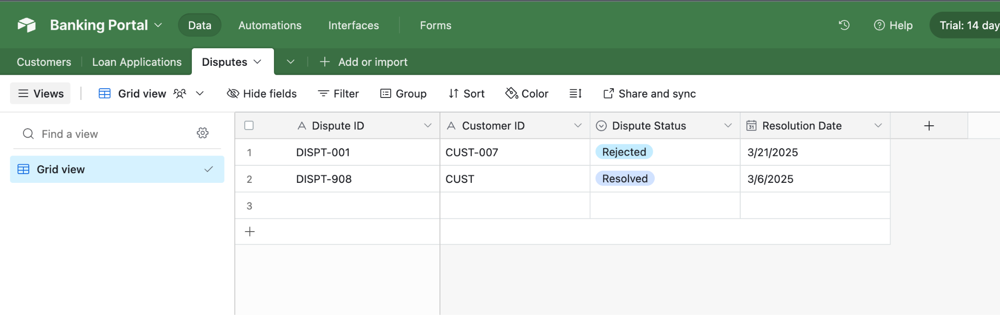 Banking Portal Data Automations Interfaces Forms Help Trial: 14 day
Customers Loan Applications Disputes Add or import
Views Grid view Hide fields Filter Group Sort Color Share and sync
Find a view
Grid view
Dispute ID Customer ID Dispute Status Resolution Date
1 DISPT-001 CUST-007 Rejected 3/21/2025
2 DISPT-908 CUST Resolved 3/6/2025
3